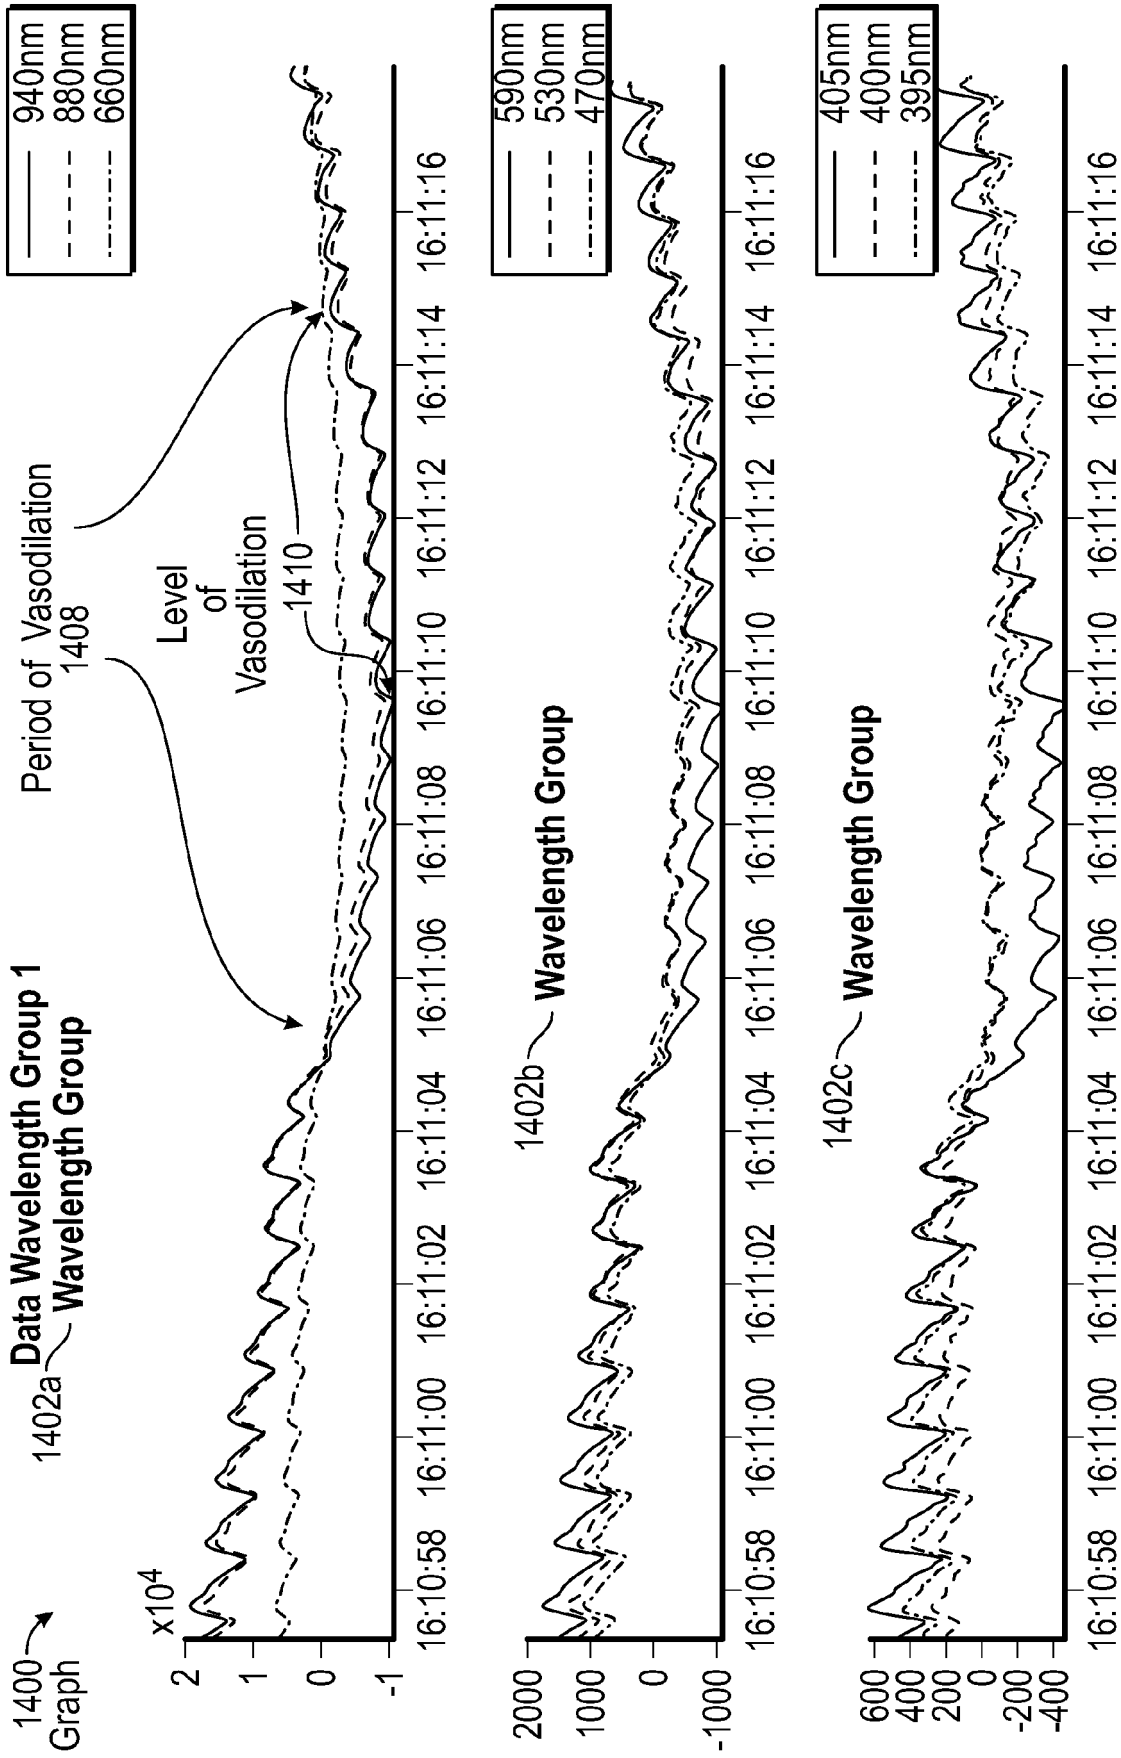 1400
Graph
Data Wavelength Group 1
1402a
Wavelength Group
Period of Vasodilation
1408
940nm
880nm
660nm
Level
of
Vasodilation
1410
x10⁴
2
1
0
-1
16:10:58
16:11:00
16:11:02
16:11:04
16:11:06
16:11:08
16:11:10
16:11:12
16:11:14
16:11:16
1402b
Wavelength Group
590nm
530nm
470nm
2000
1000
0
-1000
16:10:58
16:11:00
16:11:02
16:11:04
16:11:06
16:11:08
16:11:10
16:11:12
16:11:14
16:11:16
1402c
Wavelength Group
405nm
400nm
395nm
600
400
200
0
-200
-400
16:10:58
16:11:00
16:11:02
16:11:04
16:11:06
16:11:08
16:11:10
16:11:12
16:11:14
16:11:16